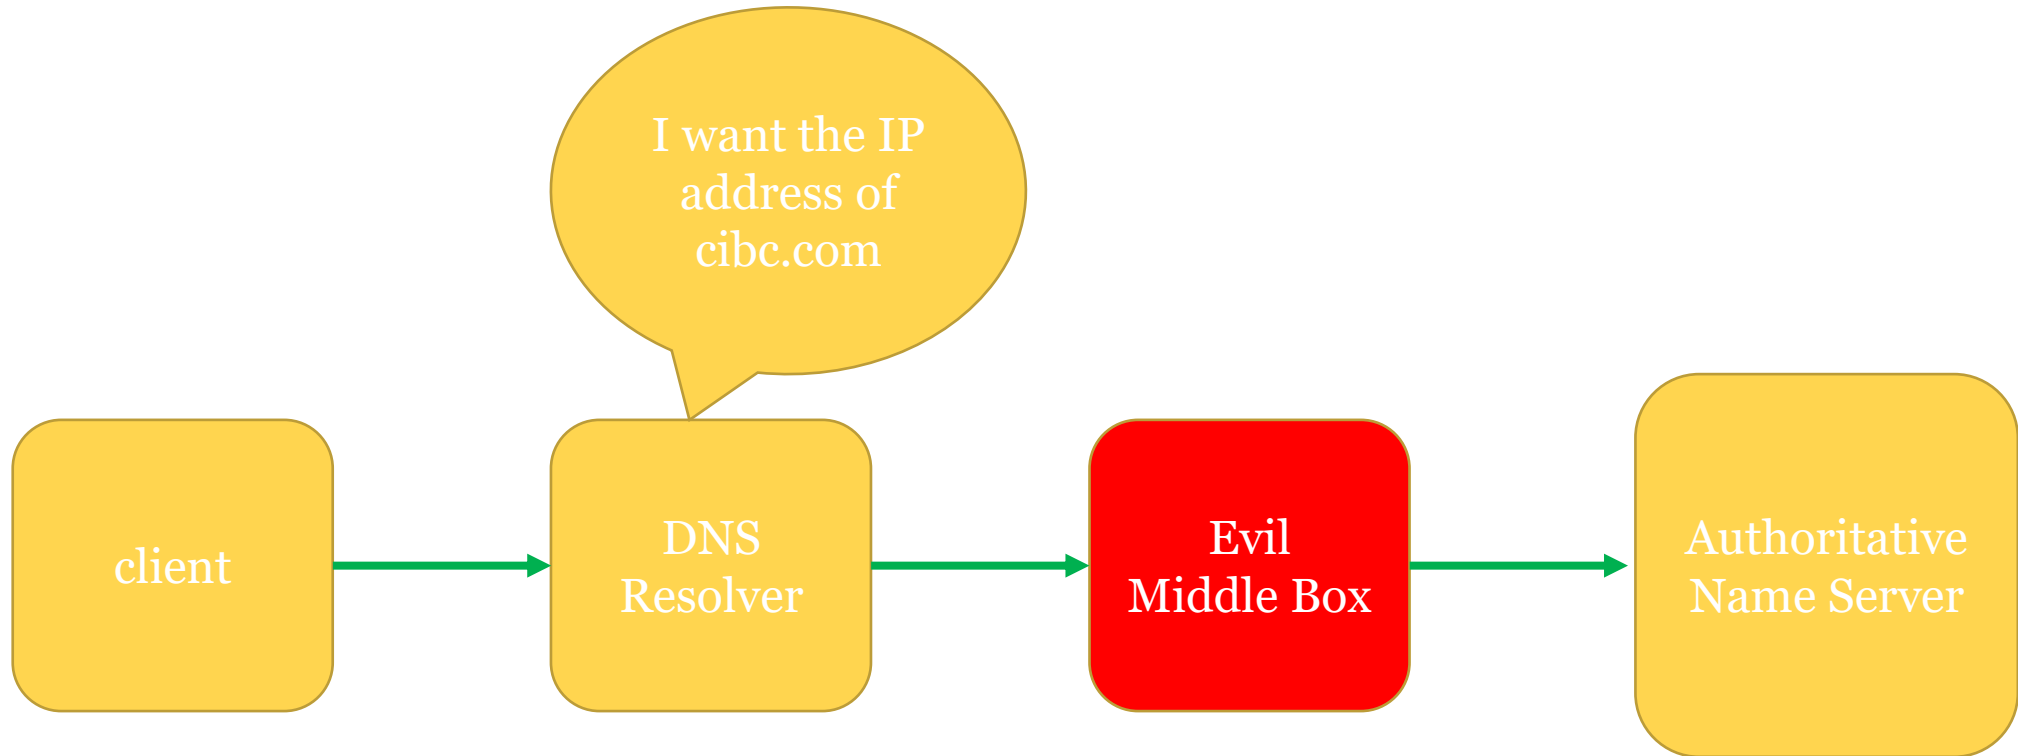 I want the IP
address of
cibc.com
client
DNS
Resolver
Evil
Middle Box
Authoritative
Name Server